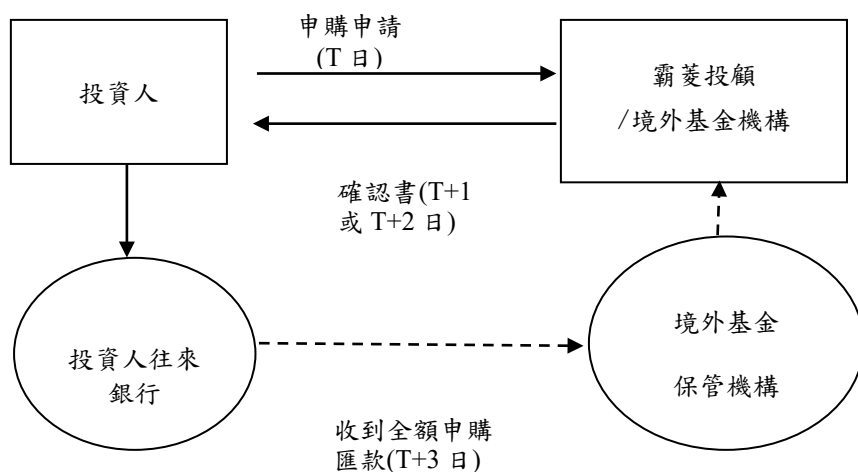 申購申請
(T 日)
投資人
霸菱投顧
/境外基金機構
確認書(T+1
或 T+2 日)
投資人往來
銀行
境外基金
保管機構
收到全額申購
匯款(T+3 日)